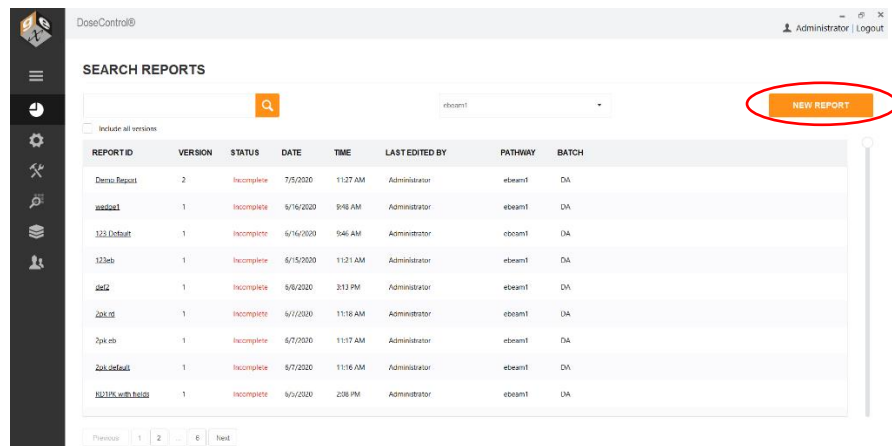 DoseControl®
Administrator | Logout
SEARCH REPORTS
ebeam1
NEW REPORT
Include all versions
REPORT ID VERSION STATUS DATE TIME LAST EDITED BY PATHWAY BATCH
Demo Report 2 Incomplete 7/5/2020 11:27 AM Administrator ebeam1 DA
wedge1 1 Incomplete 6/16/2020 9:48 AM Administrator ebeam1 DA
123 Default 1 Incomplete 6/16/2020 9:46 AM Administrator ebeam1 DA
123eb 1 Incomplete 6/15/2020 11:21 AM Administrator ebeam1 DA
def2 1 Incomplete 6/8/2020 3:13 PM Administrator ebeam1 DA
2pk rd 1 Incomplete 6/7/2020 11:18 AM Administrator ebeam1 DA
2pk eb 1 Incomplete 6/7/2020 11:17 AM Administrator ebeam1 DA
2pk default 1 Incomplete 6/7/2020 11:16 AM Administrator ebeam1 DA
RD1PK with fields 1 Incomplete 6/5/2020 2:08 PM Administrator ebeam1 DA
Previous 1 2 ... 6 Next